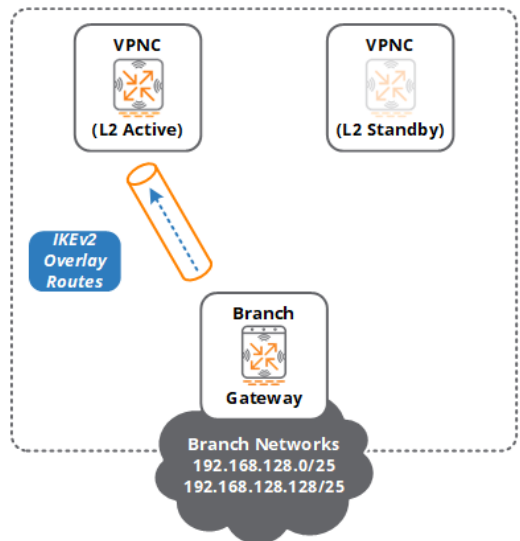 VPNC
(L2 Active)
VPNC
(L2 Standby)
IKEv2
Overlay
Routes
Branch
Gateway
Branch Networks
192.168.128.0/25
192.168.128.128/25